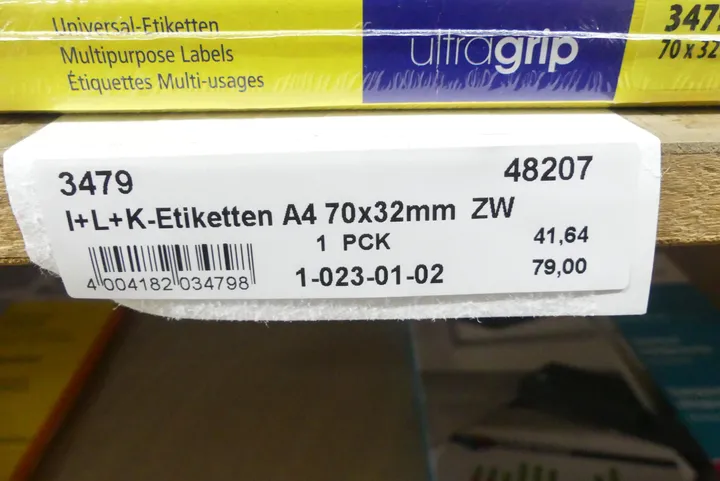 Universal-Etiketten
Multipurpose Labels
Étiquettes Multi-usages
ultragrip
347
70 x 32
3479
48207
I+L+K-Etiketten A4 70x32mm ZW
1 PCK
41,64
4 004182 034798
1-023-01-02
79,00